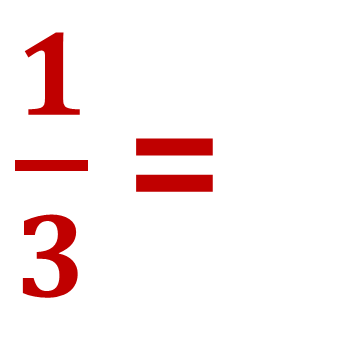 1/3 =